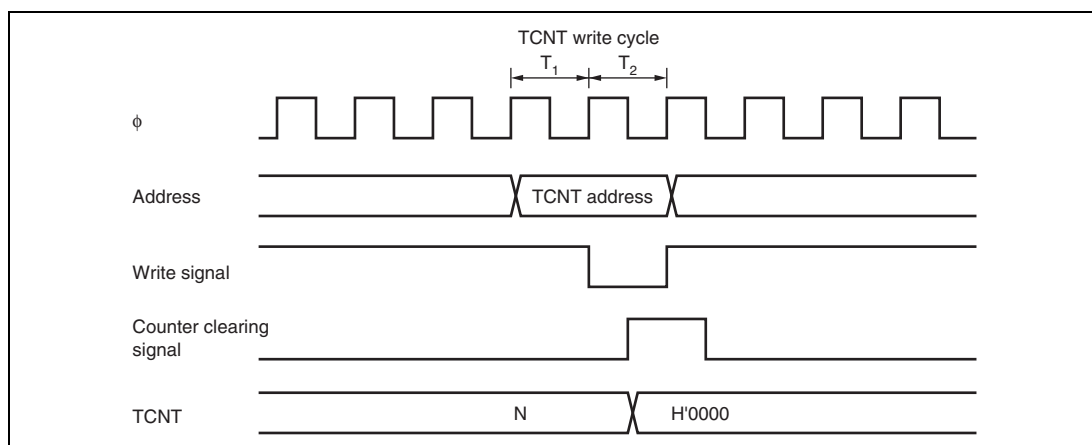 TCNT write cycle
T1 T2
ϕ
Address TCNT address
Write signal
Counter clearing
signal
TCNT N H'0000